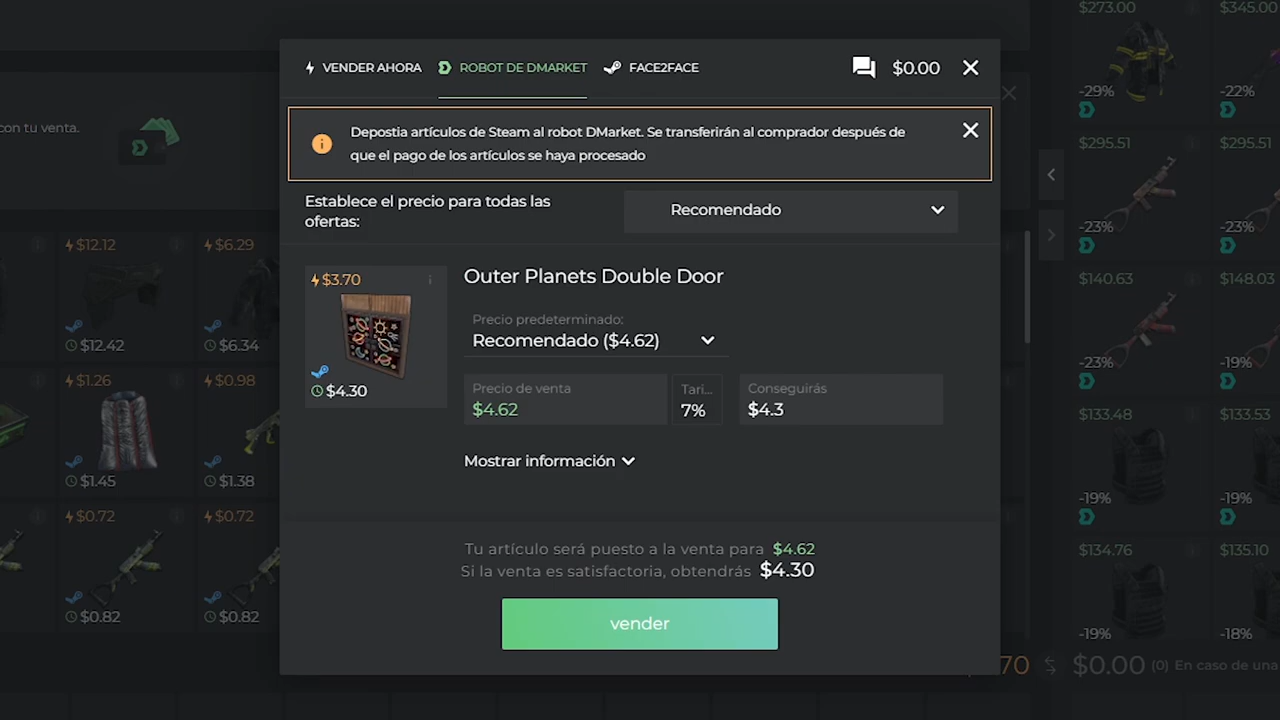 VENDER AHORA
ROBOT DE DMARKET
FACE2FACE
$0.00
Depostia artículos de Steam al robot DMarket. Se transferirán al comprador después de
que el pago de los artículos se haya procesado
Establece el precio para todas las
ofertas:
Recomendado
$3.70
$4.30
Outer Planets Double Door
Precio predeterminado:
Recomendado ($4.62)
Precio de venta
$4.62
Tari...
7%
Conseguirás
$4.3
Mostrar información
Tu artículo será puesto a la venta para $4.62
Si la venta es satisfactoria, obtendrás $4.30
vender
con tu venta.
$12.12
$6.29
$12.42
$6.34
$1.26
$0.98
$1.45
$1.38
$0.72
$0.72
$0.82
$0.82
$273.00
$345.00
-29%
-22%
$295.51
$295.51
-23%
-23%
$140.63
$148.03
-23%
-19%
$133.48
$133.53
-19%
-19%
$134.76
$135.10
-19%
-18%
70
$0.00 (0) En caso de una